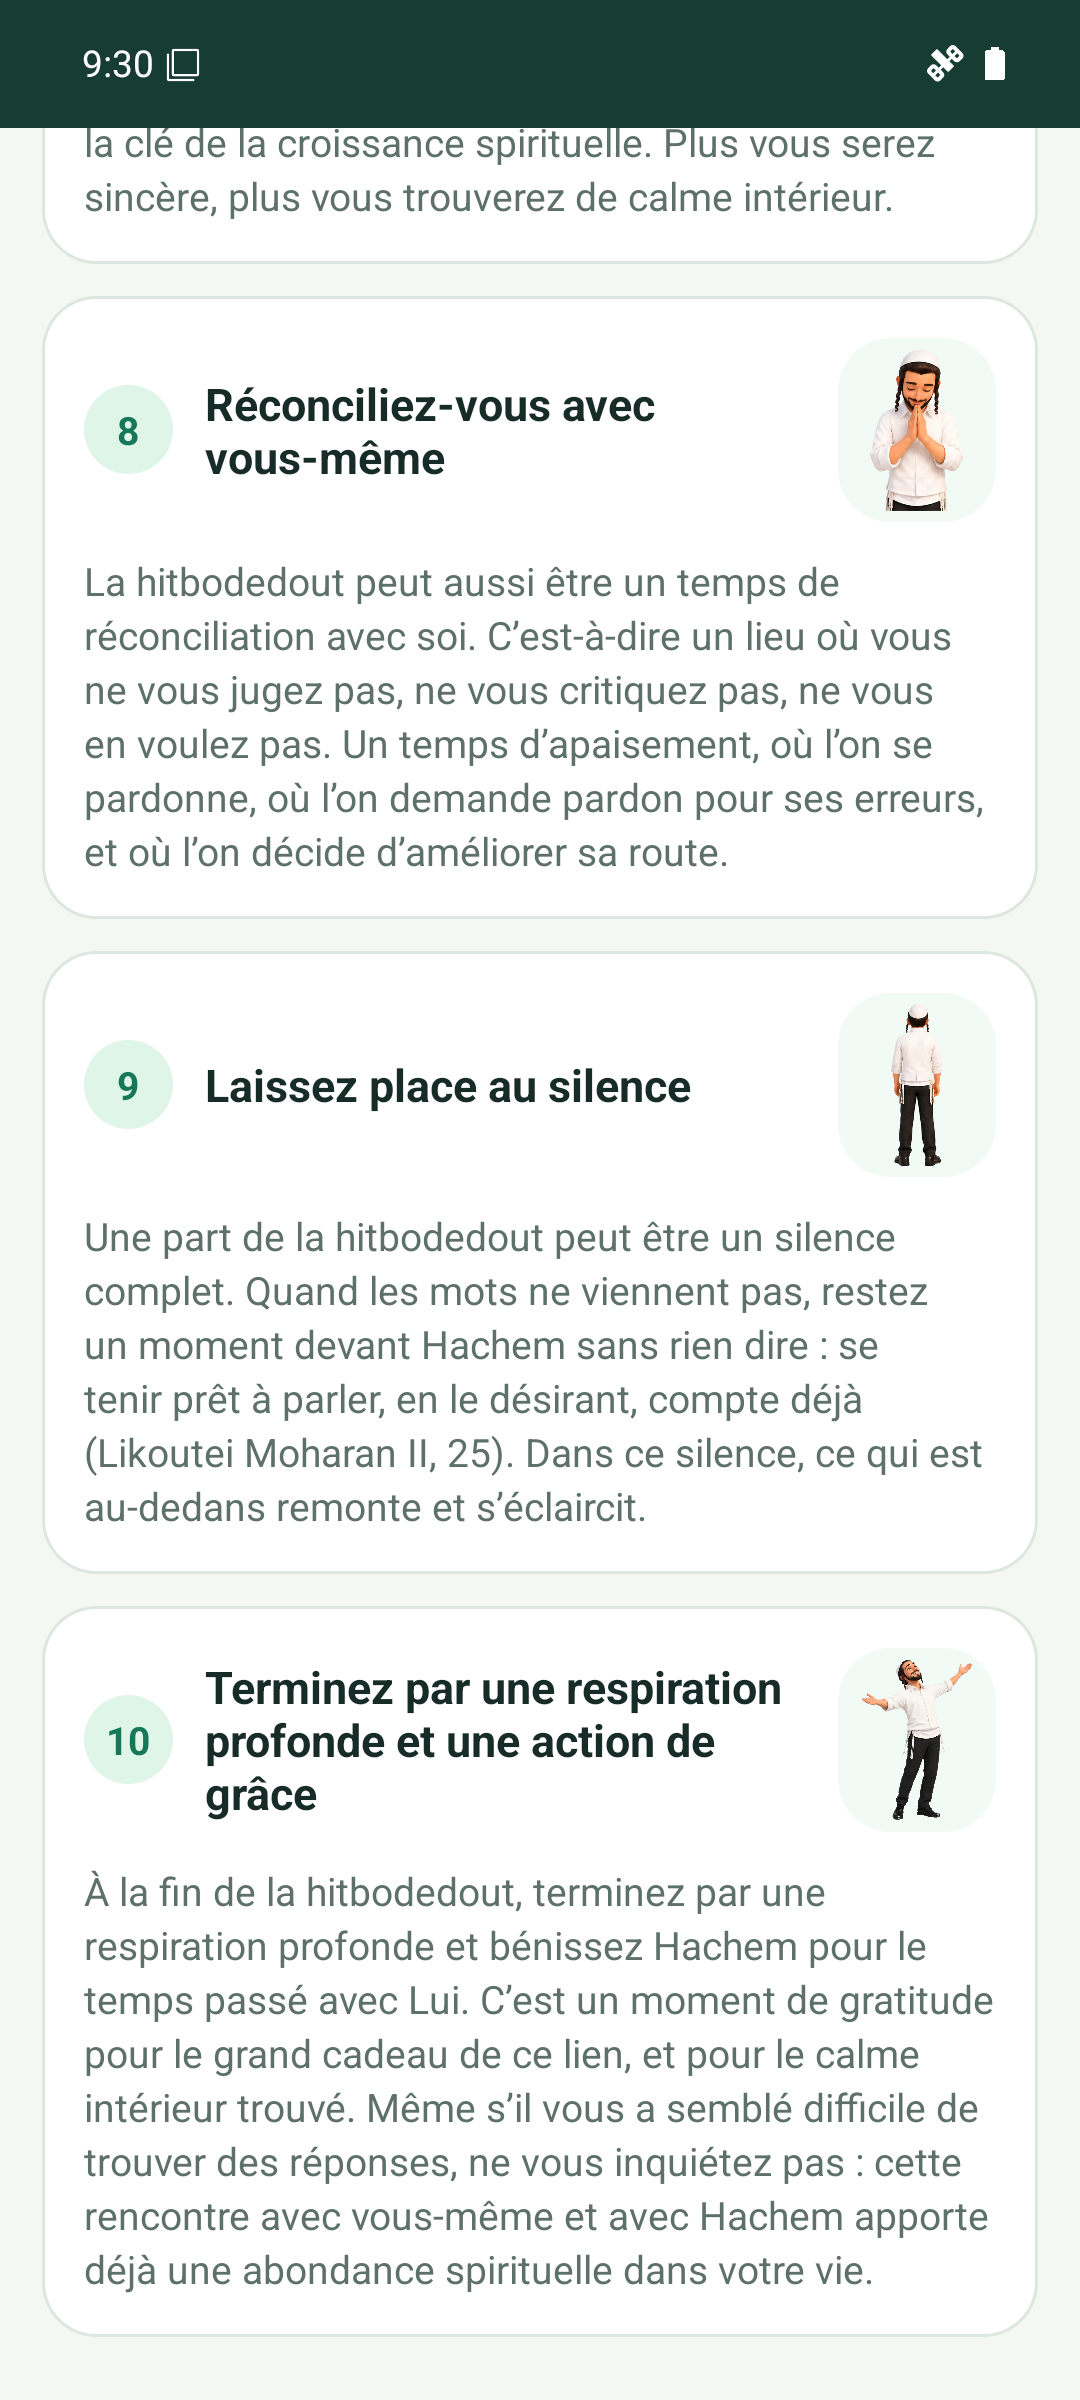 9:30
la clé de la croissance spirituelle. Plus vous serez
sincère, plus vous trouverez de calme intérieur.
8
Réconciliez-vous avec
vous-même
La hitbodedout peut aussi être un temps de
réconciliation avec soi. C’est-à-dire un lieu où vous
ne vous jugez pas, ne vous critiquez pas, ne vous
en voulez pas. Un temps d’apaisement, où l’on se
pardonne, où l’on demande pardon pour ses erreurs,
et où l’on décide d’améliorer sa route.
9
Laissez place au silence
Une part de la hitbodedout peut être un silence
complet. Quand les mots ne viennent pas, restez
un moment devant Hachem sans rien dire : se
tenir prêt à parler, en le désirant, compte déjà
(Likoutei Moharan II, 25). Dans ce silence, ce qui est
au-dedans remonte et s’éclaircit.
10
Terminez par une respiration
profonde et une action de
grâce
À la fin de la hitbodedout, terminez par une
respiration profonde et bénissez Hachem pour le
temps passé avec Lui. C’est un moment de gratitude
pour le grand cadeau de ce lien, et pour le calme
intérieur trouvé. Même s’il vous a semblé difficile de
trouver des réponses, ne vous inquiétez pas : cette
rencontre avec vous-même et avec Hachem apporte
déjà une abondance spirituelle dans votre vie.